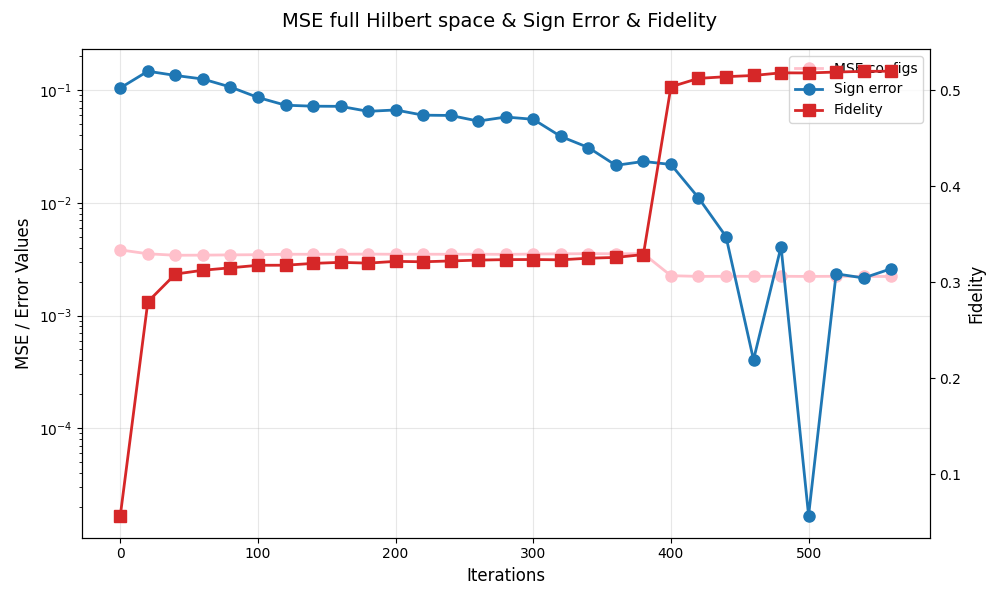 MSE full Hilbert space & Sign Error & Fidelity
MSE configs
Sign error
Fidelity
MSE / Error Values
10⁻¹
10⁻²
10⁻³
10⁻⁴
0.5
0.4
0.3
0.2
0.1
Fidelity
0 100 200 300 400 500
Iterations